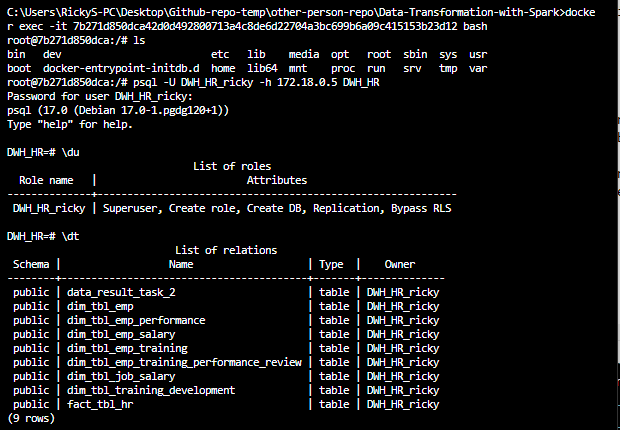 C:\Users\RickyS-PC\Desktop\Github-repo-temp\other-person-repo\Data-Transformation-with-Spark>docke
r exec -it 7b271d850dca42d0d492800713a4c8de6d22704a3bc699b6a09c415153b23d12 bash
root@7b271d850dca:/# ls
bin   dev                         etc   lib    media  opt   root  sbin  sys  usr
boot  docker-entrypoint-initdb.d  home  lib64  mnt    proc  run   srv   tmp  var
root@7b271d850dca:/# psql -U DWH_HR_ricky -h 172.18.0.5 DWH_HR
Password for user DWH_HR_ricky:
psql (17.0 (Debian 17.0-1.pgdg120+1))
Type "help" for help.

DWH_HR=# \du
                                List of roles
  Role name   |                         Attributes
--------------+------------------------------------------------------------
 DWH_HR_ricky | Superuser, Create role, Create DB, Replication, Bypass RLS

DWH_HR=# \dt
                            List of relations
 Schema |                 Name                  | Type  |    Owner
--------+---------------------------------------+-------+--------------
 public | data_result_task_2                    | table | DWH_HR_ricky
 public | dim_tbl_emp                           | table | DWH_HR_ricky
 public | dim_tbl_emp_performance               | table | DWH_HR_ricky
 public | dim_tbl_emp_salary                    | table | DWH_HR_ricky
 public | dim_tbl_emp_training                  | table | DWH_HR_ricky
 public | dim_tbl_emp_training_performance_review | table | DWH_HR_ricky
 public | dim_tbl_job_salary                    | table | DWH_HR_ricky
 public | dim_tbl_training_development          | table | DWH_HR_ricky
 public | fact_tbl_hr                           | table | DWH_HR_ricky
(9 rows)